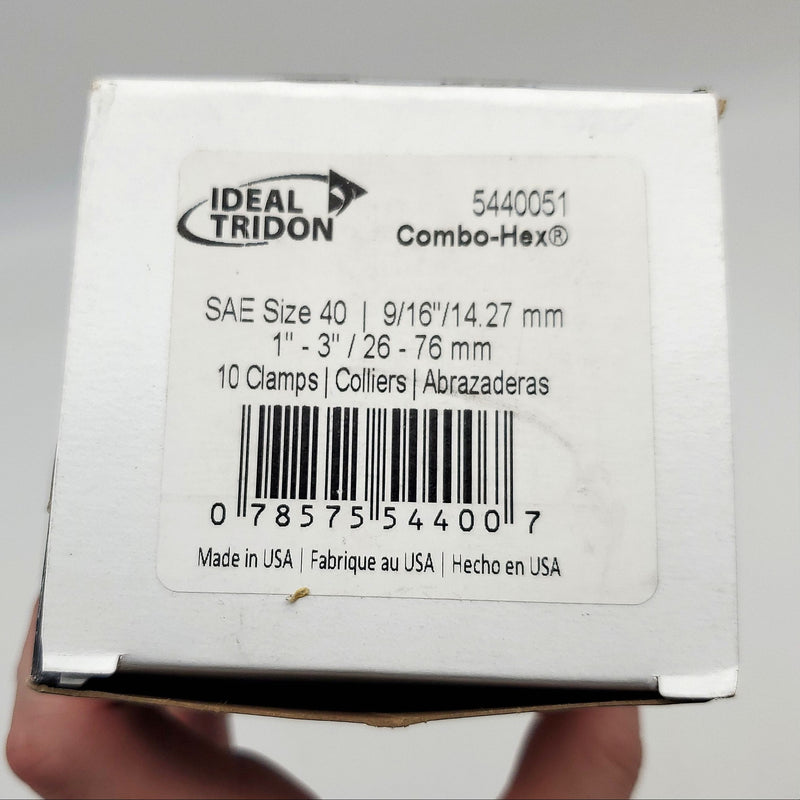 IDEAL
TRIDON
5440051
Combo-Hex®
SAE Size 40 | 9/16"/14.27 mm
1" - 3" / 26 - 76 mm
10 Clamps | Colliers | Abrazaderas
0 78575 54400 7
Made in USA | Fabrique au USA | Hecho en USA